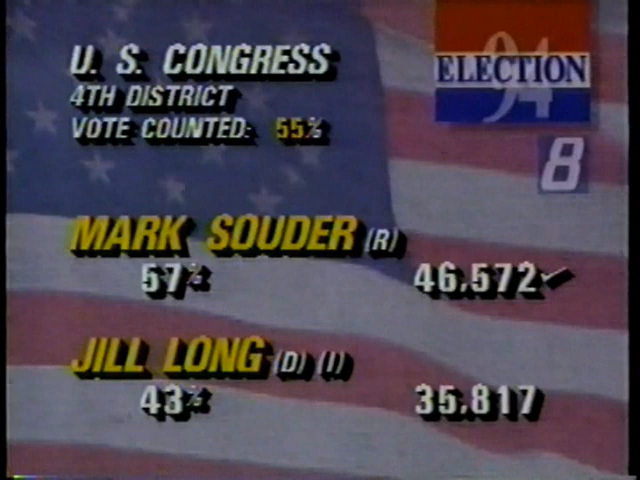 U. S. CONGRESS
4TH DISTRICT
VOTE COUNTED: 55%
94
ELECTION
8
MARK SOUDER (R)
57% 46,572✓
JILL LONG (D) (I)
43% 35,817